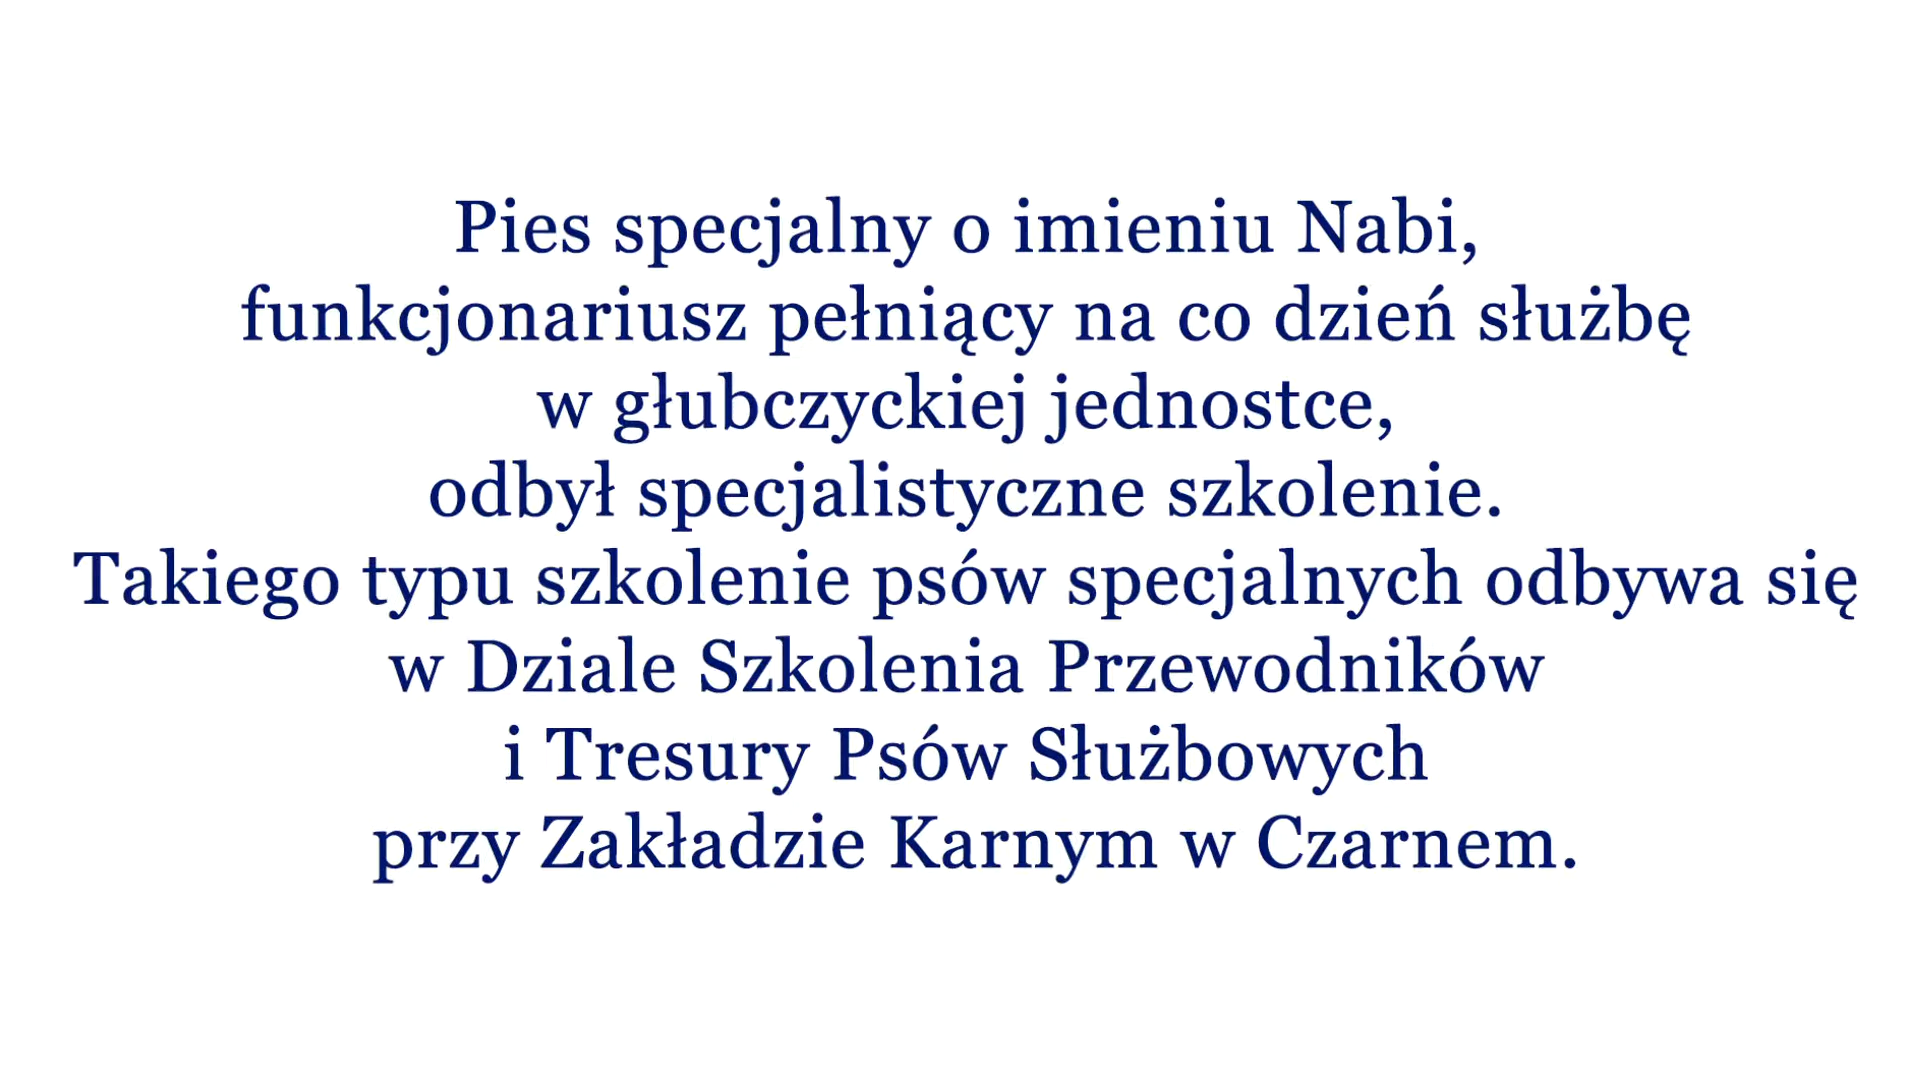 Pies specjalny o imieniu Nabi,
funkcjonariusz pełniący na co dzień służbę
w głubczyckiej jednostce,
odbył specjalistyczne szkolenie.
Takiego typu szkolenie psów specjalnych odbywa się
w Dziale Szkolenia Przewodników
i Tresury Psów Służbowych
przy Zakładzie Karnym w Czarnem.